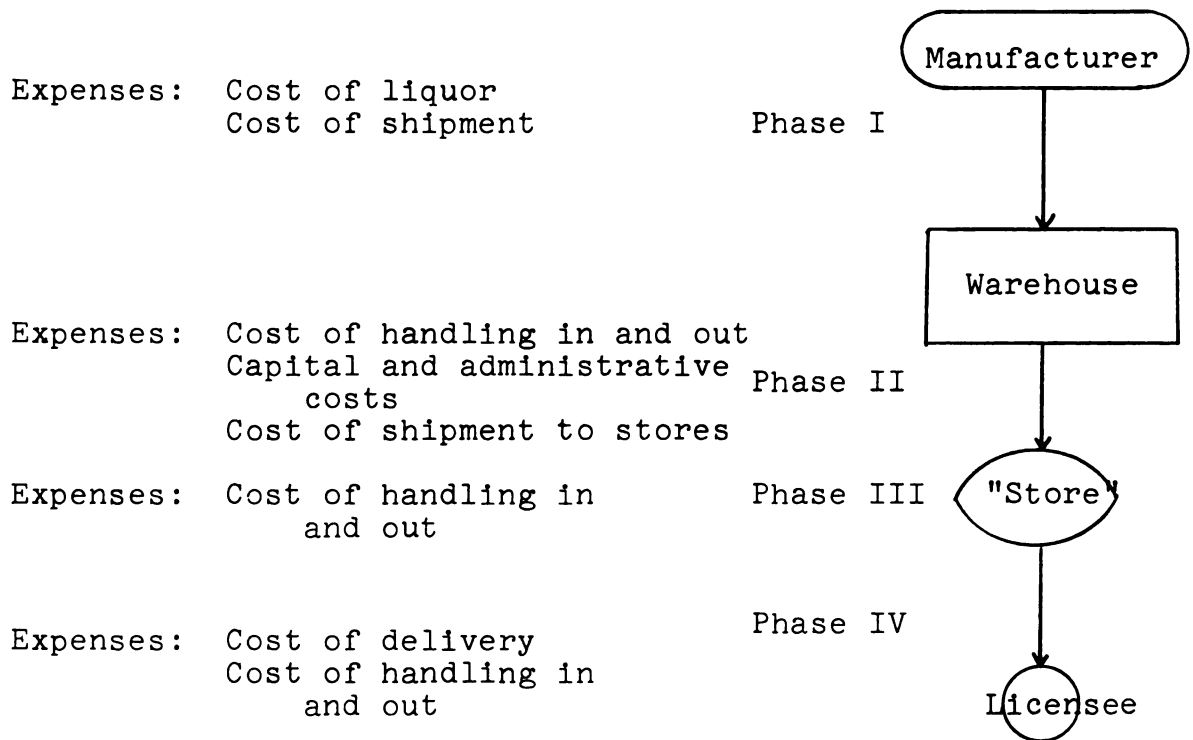 Manufacturer
Expenses: Cost of liquor
Cost of shipment Phase I
Warehouse
Expenses: Cost of handling in and out
Capital and administrative
costs Phase II
Cost of shipment to stores
Expenses: Cost of handling in Phase III "Store"
and out
Phase IV
Expenses: Cost of delivery
Cost of handling in
and out Licensee